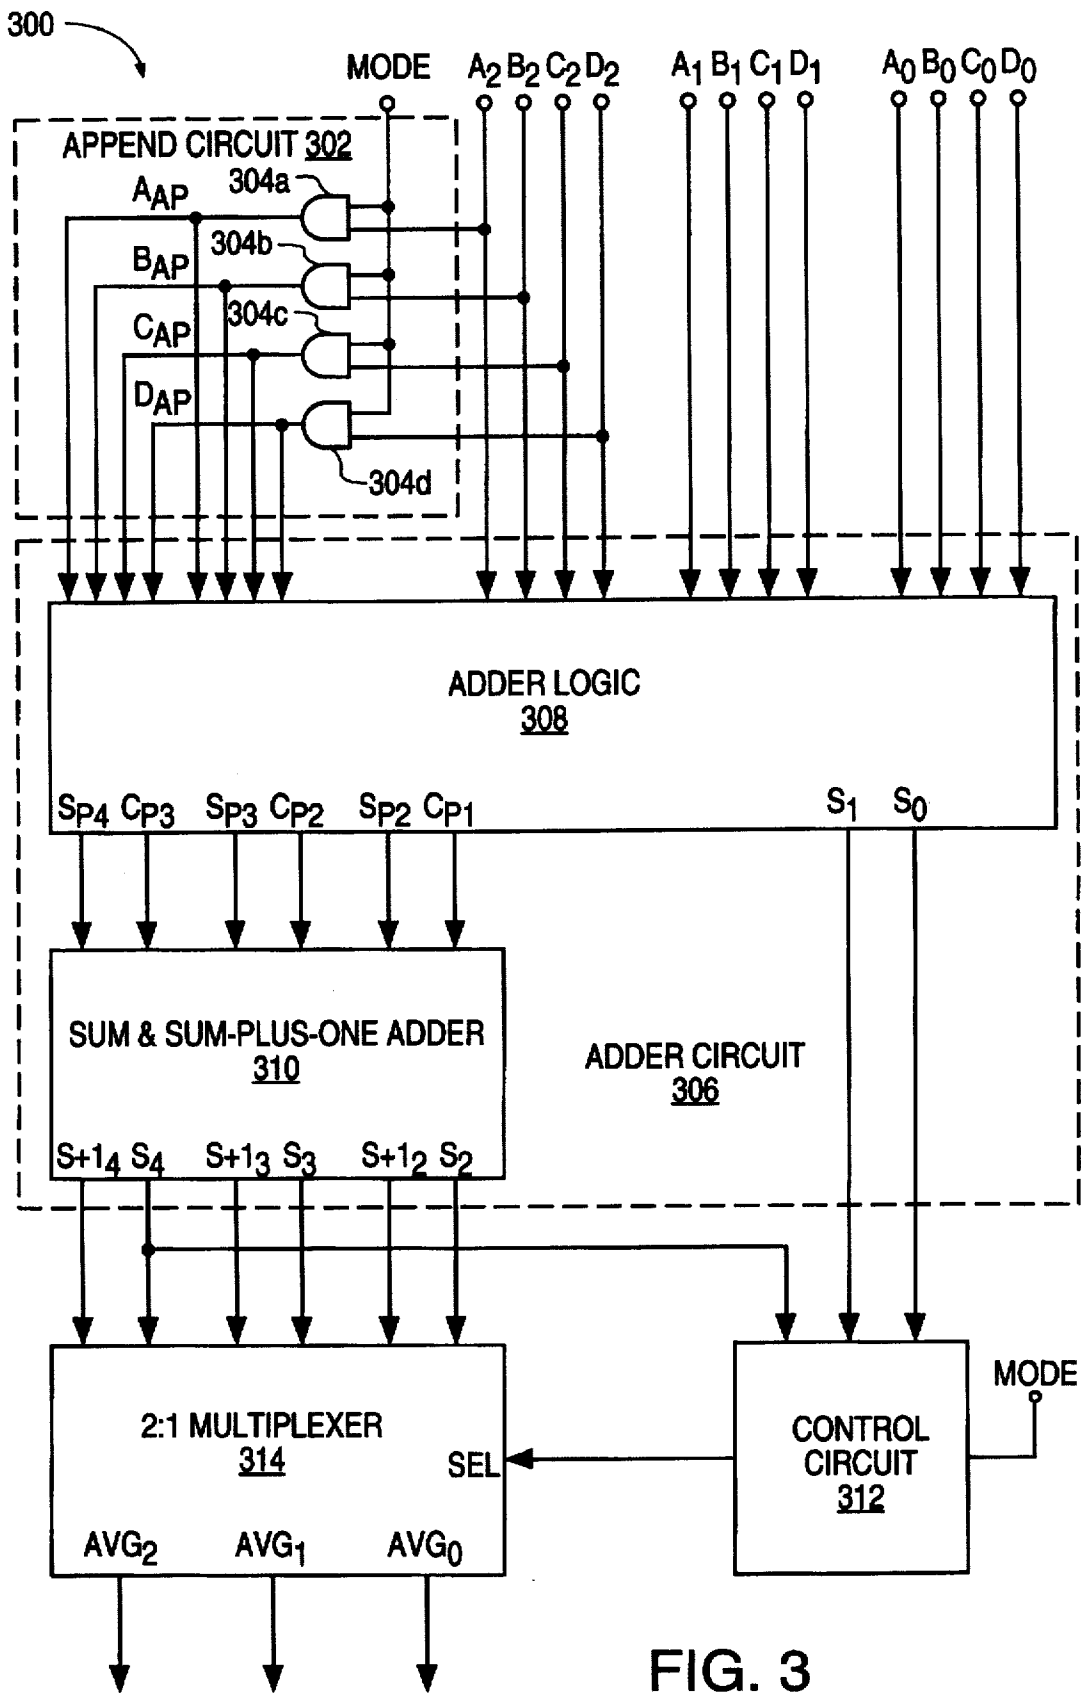 300
MODE A2 B2 C2 D2 A1 B1 C1 D1 A0 B0 C0 D0
APPEND CIRCUIT 302
304a
AAP
304b
BAP
304c
CAP
DAP
304d
ADDER LOGIC
308
SP4 CP3 SP3 CP2 SP2 CP1 S1 S0
SUM & SUM-PLUS-ONE ADDER
310
ADDER CIRCUIT
306
S+14 S4 S+13 S3 S+12 S2
MODE
2:1 MULTIPLEXER
314
SEL
CONTROL
CIRCUIT
312
AVG2 AVG1 AVG0
FIG. 3